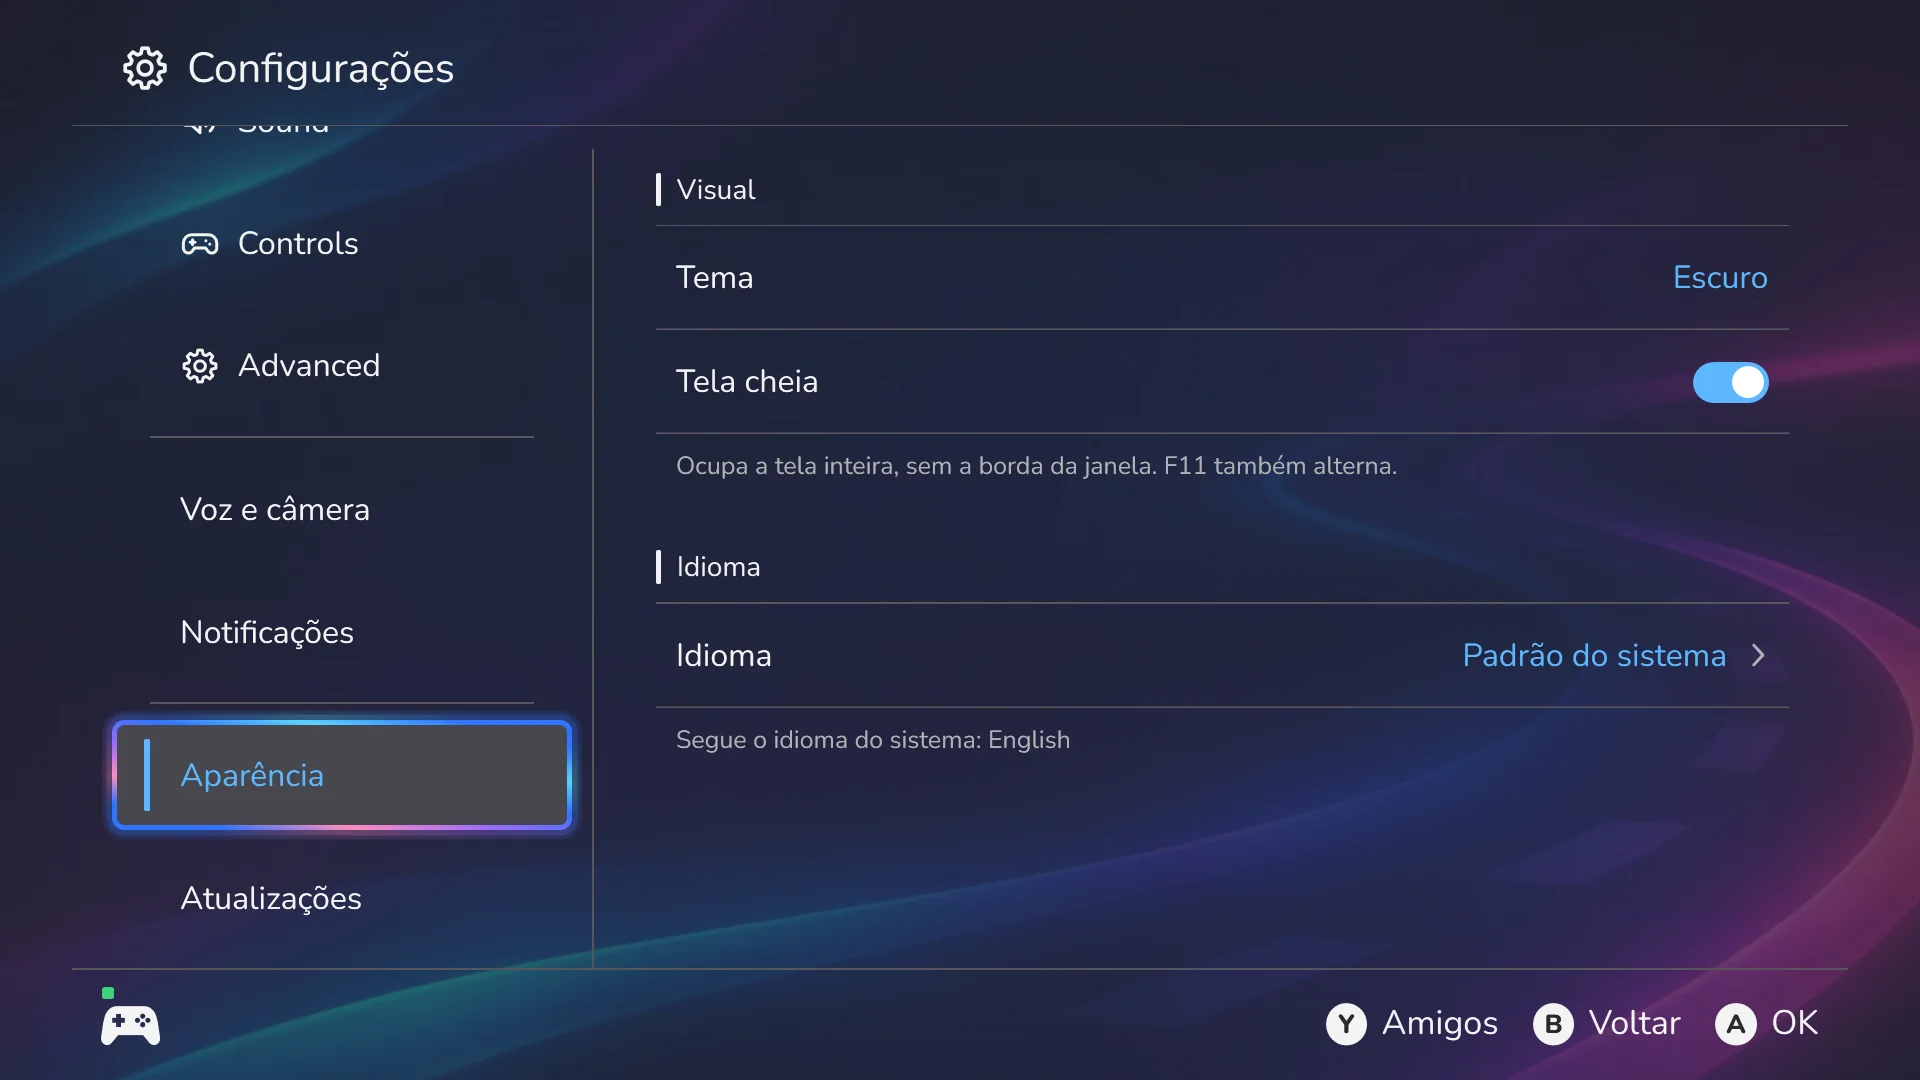 Configurações
Sound
Controls
Advanced
Voz e câmera
Notificações
Aparência
Atualizações
Visual
Tema
Escuro
Tela cheia
Ocupa a tela inteira, sem a borda da janela. F11 também alterna.
Idioma
Idioma
Padrão do sistema
Segue o idioma do sistema: English
Y Amigos
B Voltar
A OK